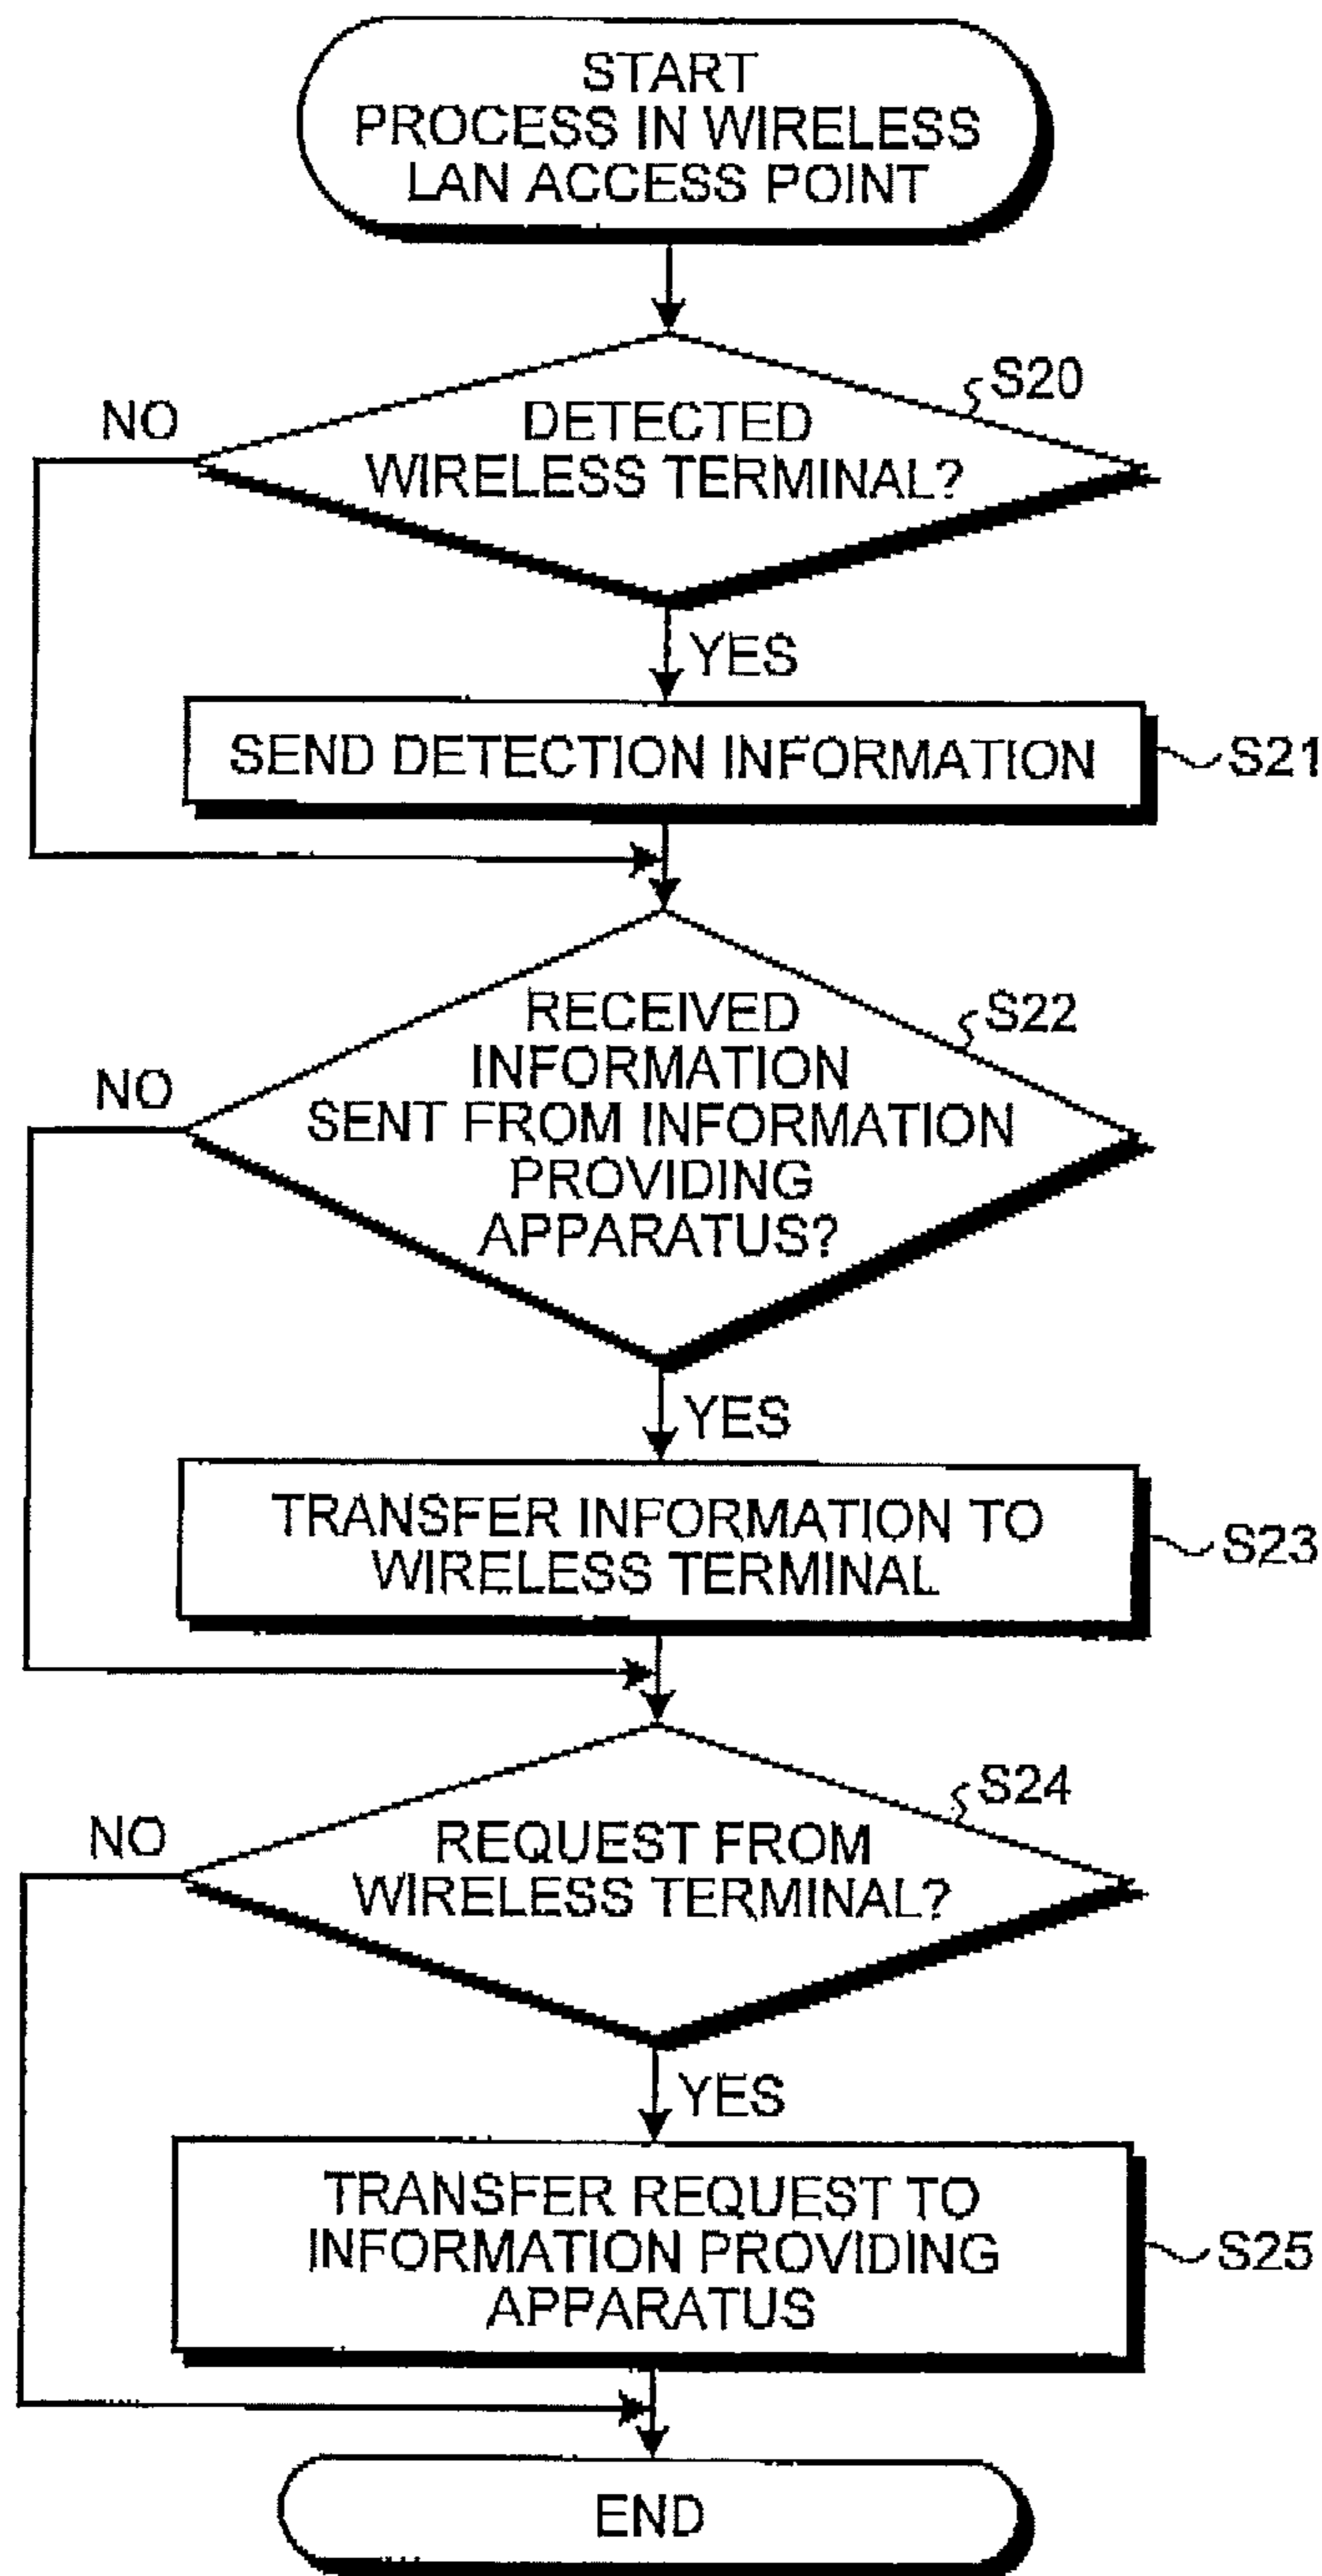 START
PROCESS IN WIRELESS
LAN ACCESS POINT
S20
NO
DETECTED
WIRELESS TERMINAL?
YES
SEND DETECTION INFORMATION
S21
S22
NO
RECEIVED
INFORMATION
SENT FROM INFORMATION
PROVIDING
APPARATUS?
YES
TRANSFER INFORMATION TO
WIRELESS TERMINAL
S23
S24
NO
REQUEST FROM
WIRELESS TERMINAL?
YES
TRANSFER REQUEST TO
INFORMATION PROVIDING
APPARATUS
S25
END